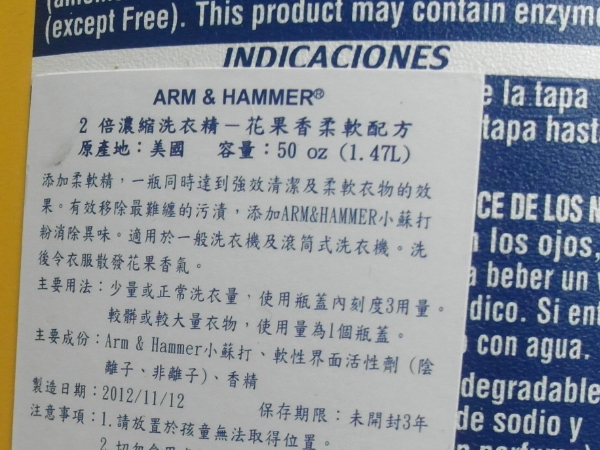 (except Free). This product may contain enzyme
INDICACIONES
ARM & HAMMER®
2 倍濃縮洗衣精－花果香柔軟配方
原產地：美國 容量：50 oz (1.47L)
添加柔軟精，一瓶同時達到強效清潔及柔軟衣物的效
果。有效移除最難纏的污漬，添加ARM&HAMMER小蘇打
粉消除異味。適用於一般洗衣機及滾筒式洗衣機。洗
後令衣服散發花果香氣。
主要用法：少量或正常洗衣量，使用瓶蓋內刻度3用量。
較髒或較大量衣物，使用量為1個瓶蓋。
主要成份：Arm & Hammer小蘇打、軟性界面活性劑（陰
離子、非離子)、香精
製造日期：2012/11/12 保存期限：未開封3年
注意事項：1.請放置於孩童無法取得位置。
e la tapa
tapa hast
CE DE LOS N
los ojos,
a beber un v
dico. Si ent
con agua.
degradable
de sodio y